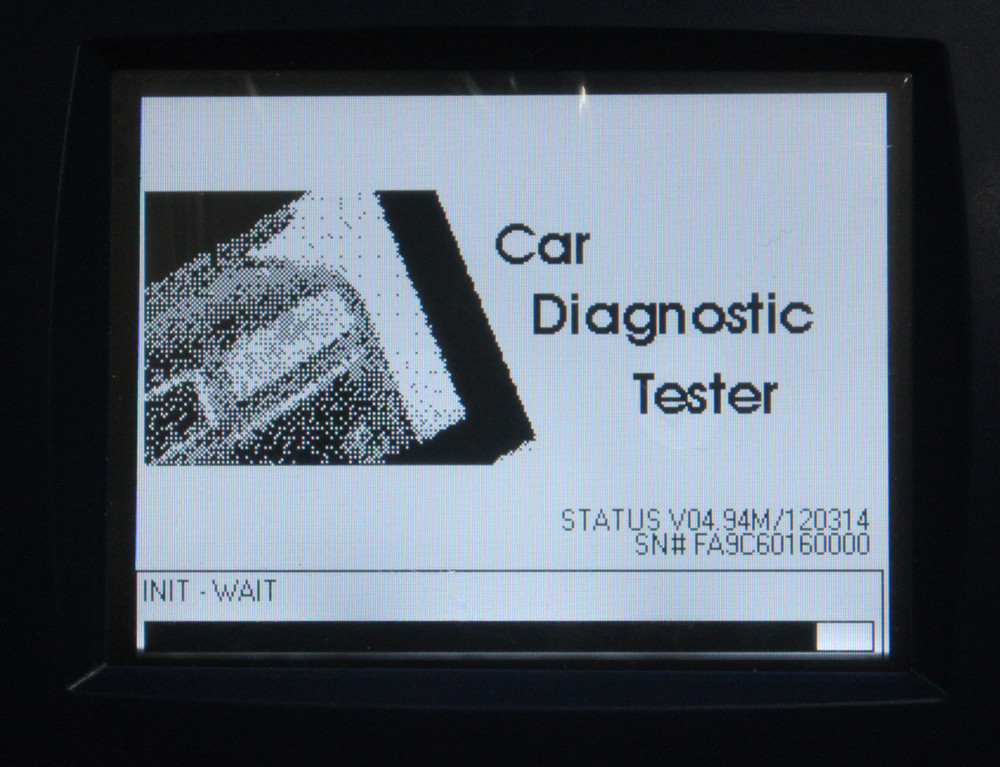 Car
Diagnostic
Tester
STATUS V04.94M/120314
SN# FA9C60160000
INIT - WAIT